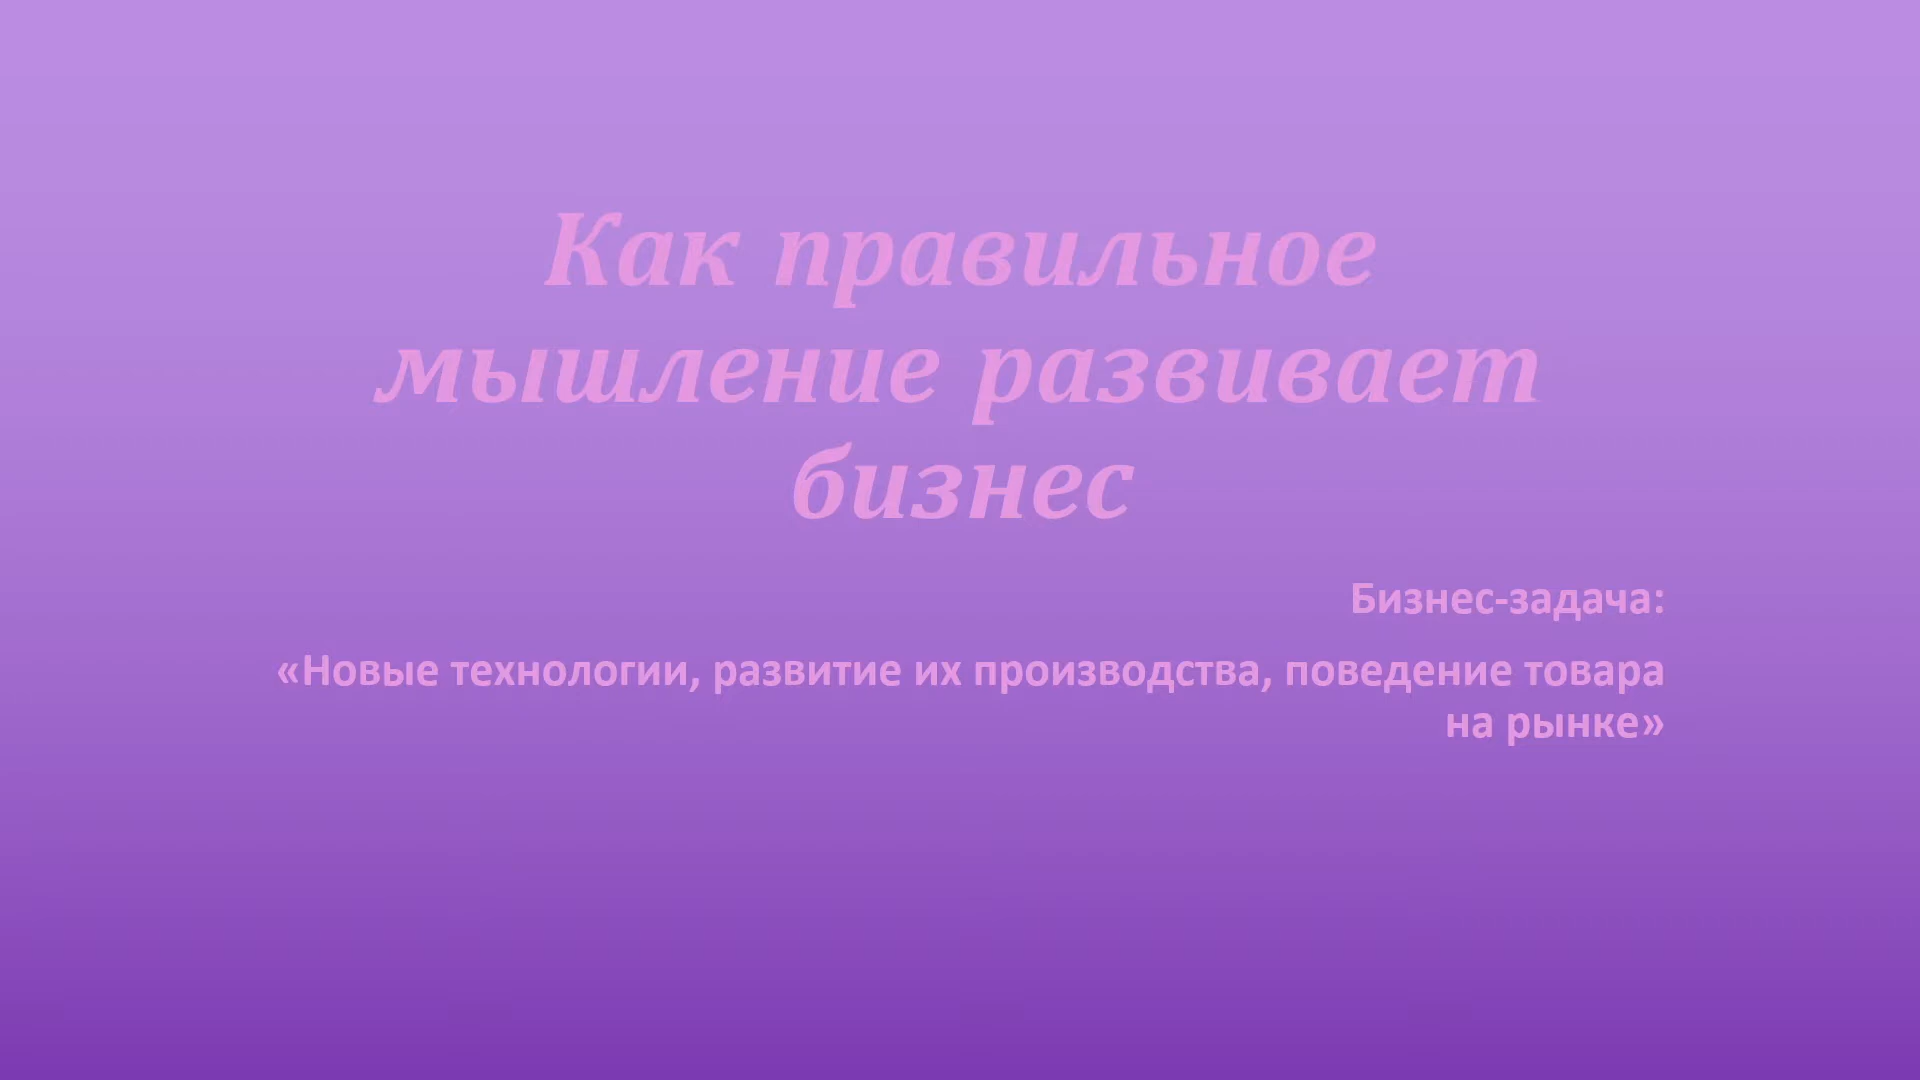 Как правильное
мышление развивает
бизнес
Бизнес-задача:
«Новые технологии, развитие их производства, поведение товара
на рынке»